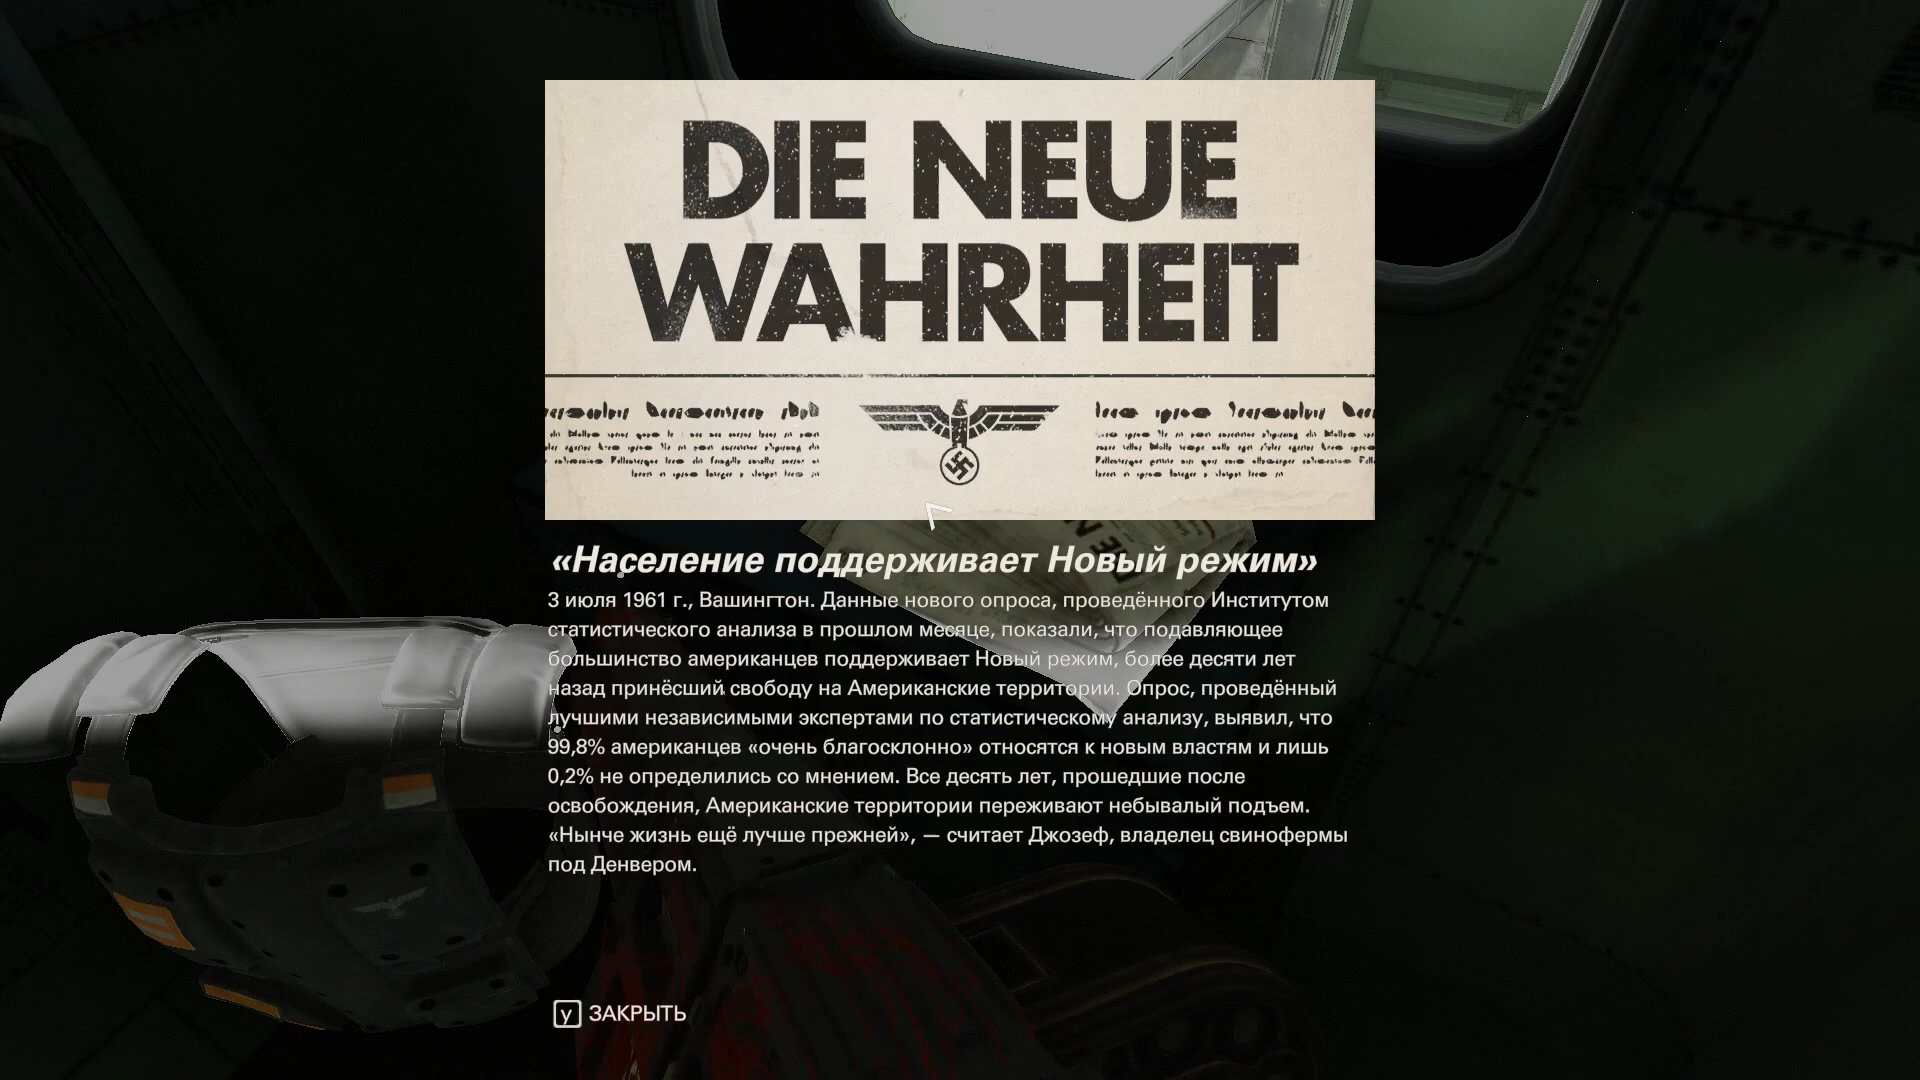 DIE NEUE
WAHRHEIT
«Население поддерживает Новый режим»
3 июля 1961 г., Вашингтон. Данные нового опроса, проведённого Институтом
статистического анализа в прошлом месяце, показали, что подавляющее
большинство американцев поддерживает Новый режим, более десяти лет
назад принёсший свободу на Американские территории. Опрос, проведённый
лучшими независимыми экспертами по статистическому анализу, выявил, что
99,8% американцев «очень благосклонно» относятся к новым властям и лишь
0,2% не определились со мнением. Все десять лет, прошедшие после
освобождения, Американские территории переживают небывалый подъем.
«Нынче жизнь ещё лучше прежней», — считает Джозеф, владелец свинофермы
под Денвером.
y ЗАКРЫТЬ